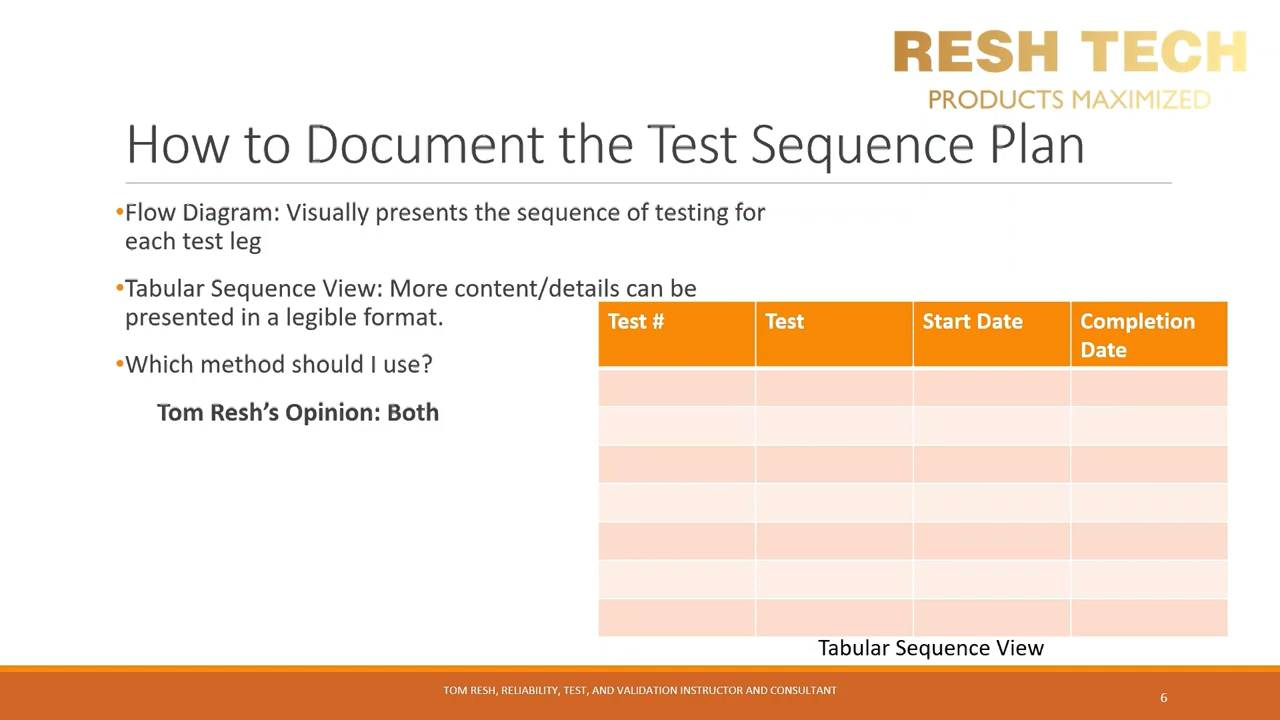 RESH TECH
PRODUCTS MAXIMIZED
How to Document the Test Sequence Plan
•Flow Diagram: Visually presents the sequence of testing for
each test leg
•Tabular Sequence View: More content/details can be
presented in a legible format.
•Which method should I use?
Tom Resh’s Opinion: Both
Test # Test Start Date Completion
Date
Tabular Sequence View
TOM RESH, RELIABILITY, TEST, AND VALIDATION INSTRUCTOR AND CONSULTANT
6